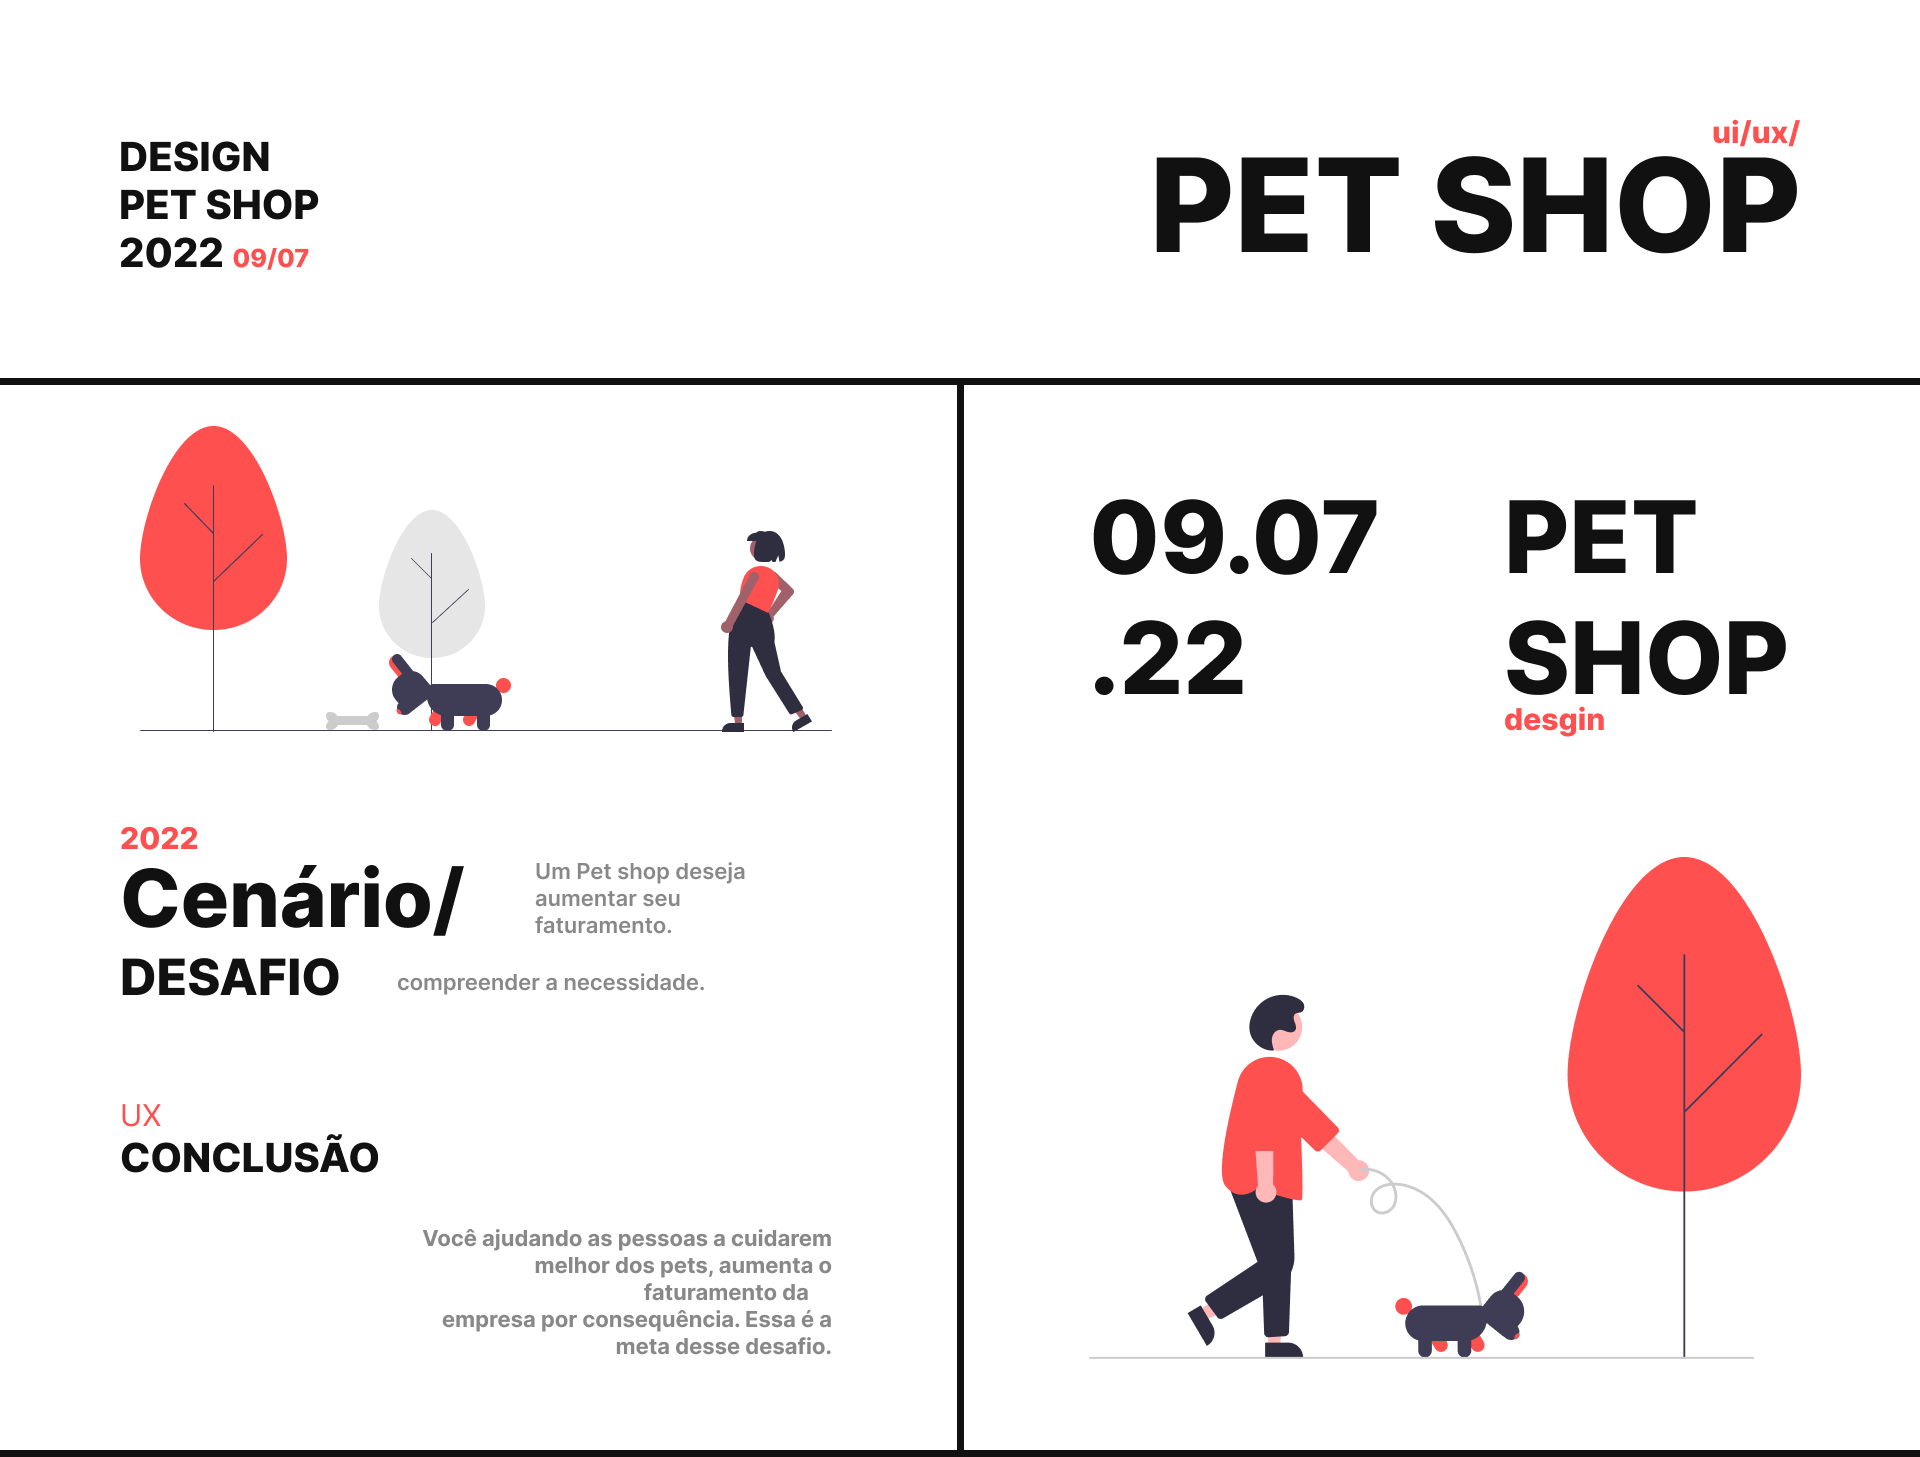 DESIGN
PET SHOP
2022 09/07
ui/ux/
PET SHOP
2022
Cenário/
Um Pet shop deseja
aumentar seu
faturamento.
DESAFIO
compreender a necessidade.
UX
CONCLUSÃO
Você ajudando as pessoas a cuidarem
melhor dos pets, aumenta o
faturamento da
empresa por consequência. Essa é a
meta desse desafio.
09.07
.22
PET
SHOP
desgin